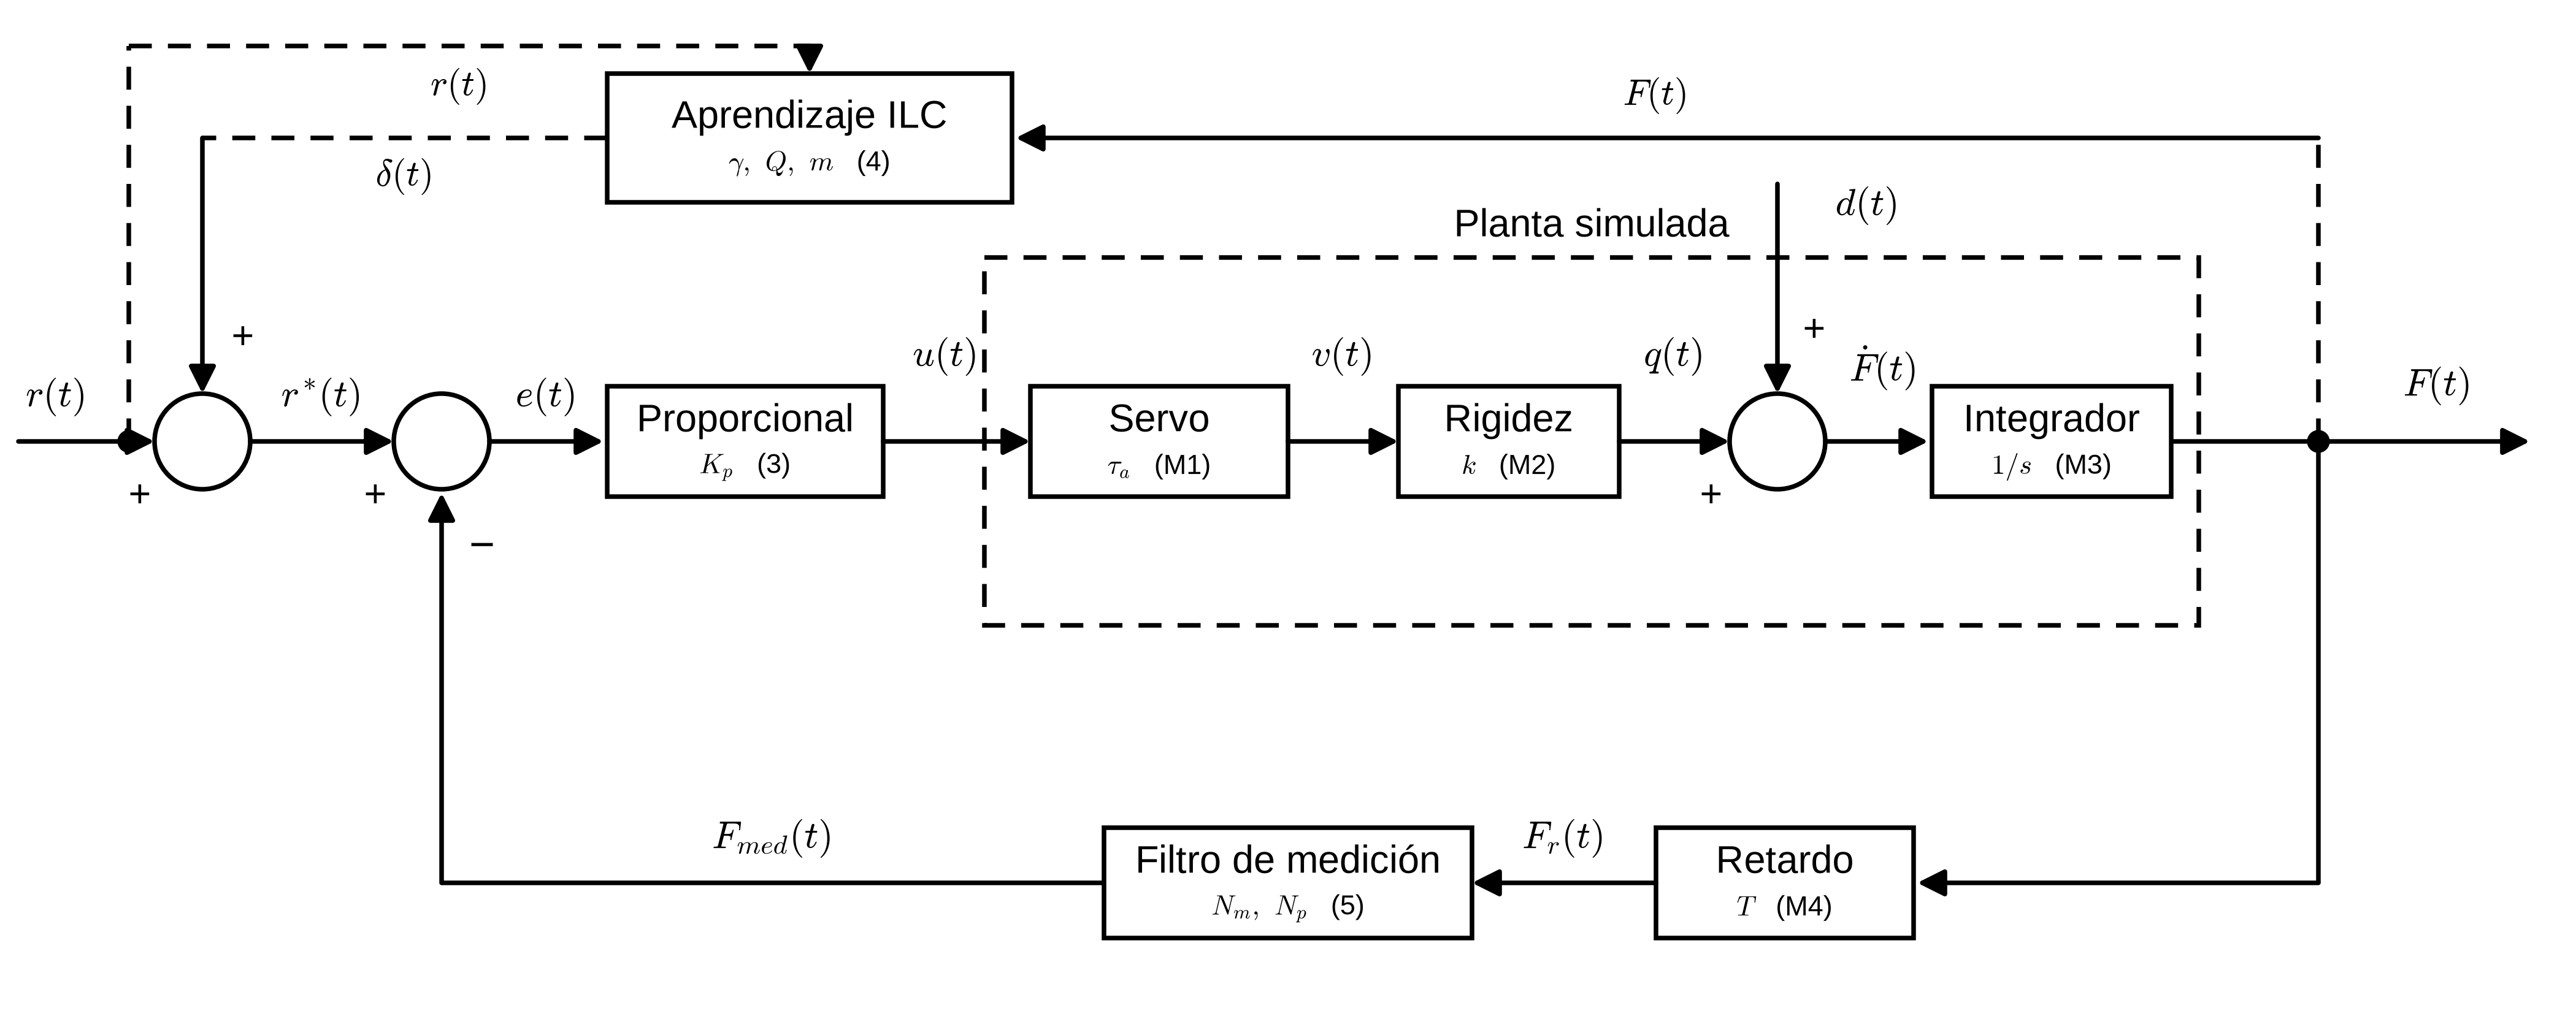 r(t)
Aprendizaje ILC
γ, Q, m (4)
F(t)
δ(t)
Planta simulada
d(t)
+
+
r(t)
r*(t)
e(t)
u(t)
v(t)
q(t)
Ḟ(t)
F(t)
Proporcional
K_p (3)
Servo
τ_a (M1)
Rigidez
k (M2)
Integrador
1/s (M3)
+
+
+
−
F_med(t)
Filtro de medición
N_m, N_p (5)
F_r(t)
Retardo
T (M4)